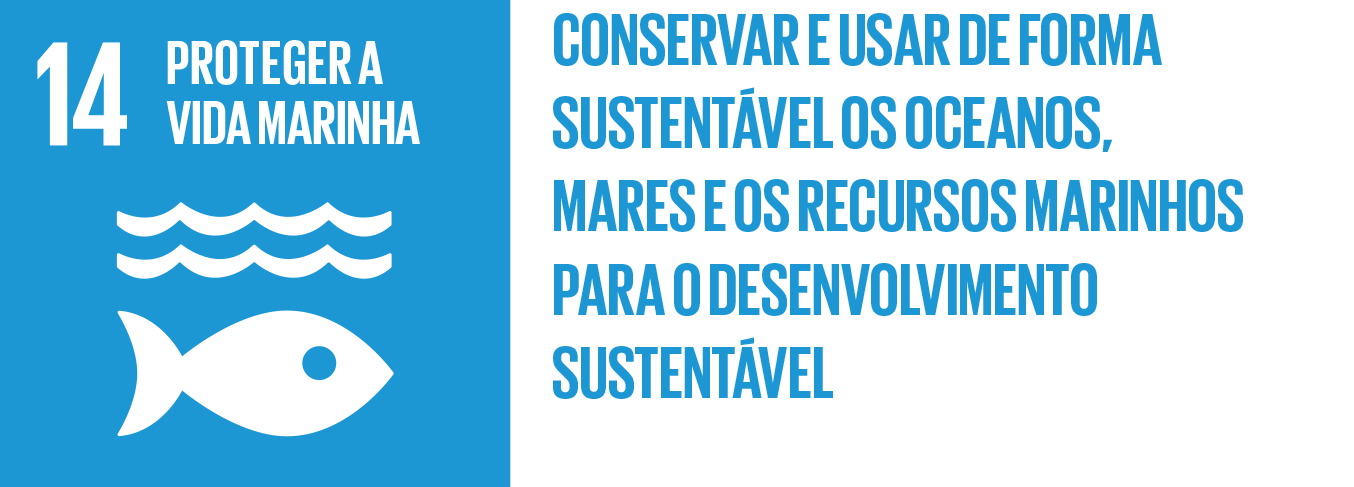 14
PROTEGER A
VIDA MARINHA
CONSERVAR E USAR DE FORMA
SUSTENTÁVEL OS OCEANOS,
MARES E OS RECURSOS MARINHOS
PARA O DESENVOLVIMENTO
SUSTENTÁVEL